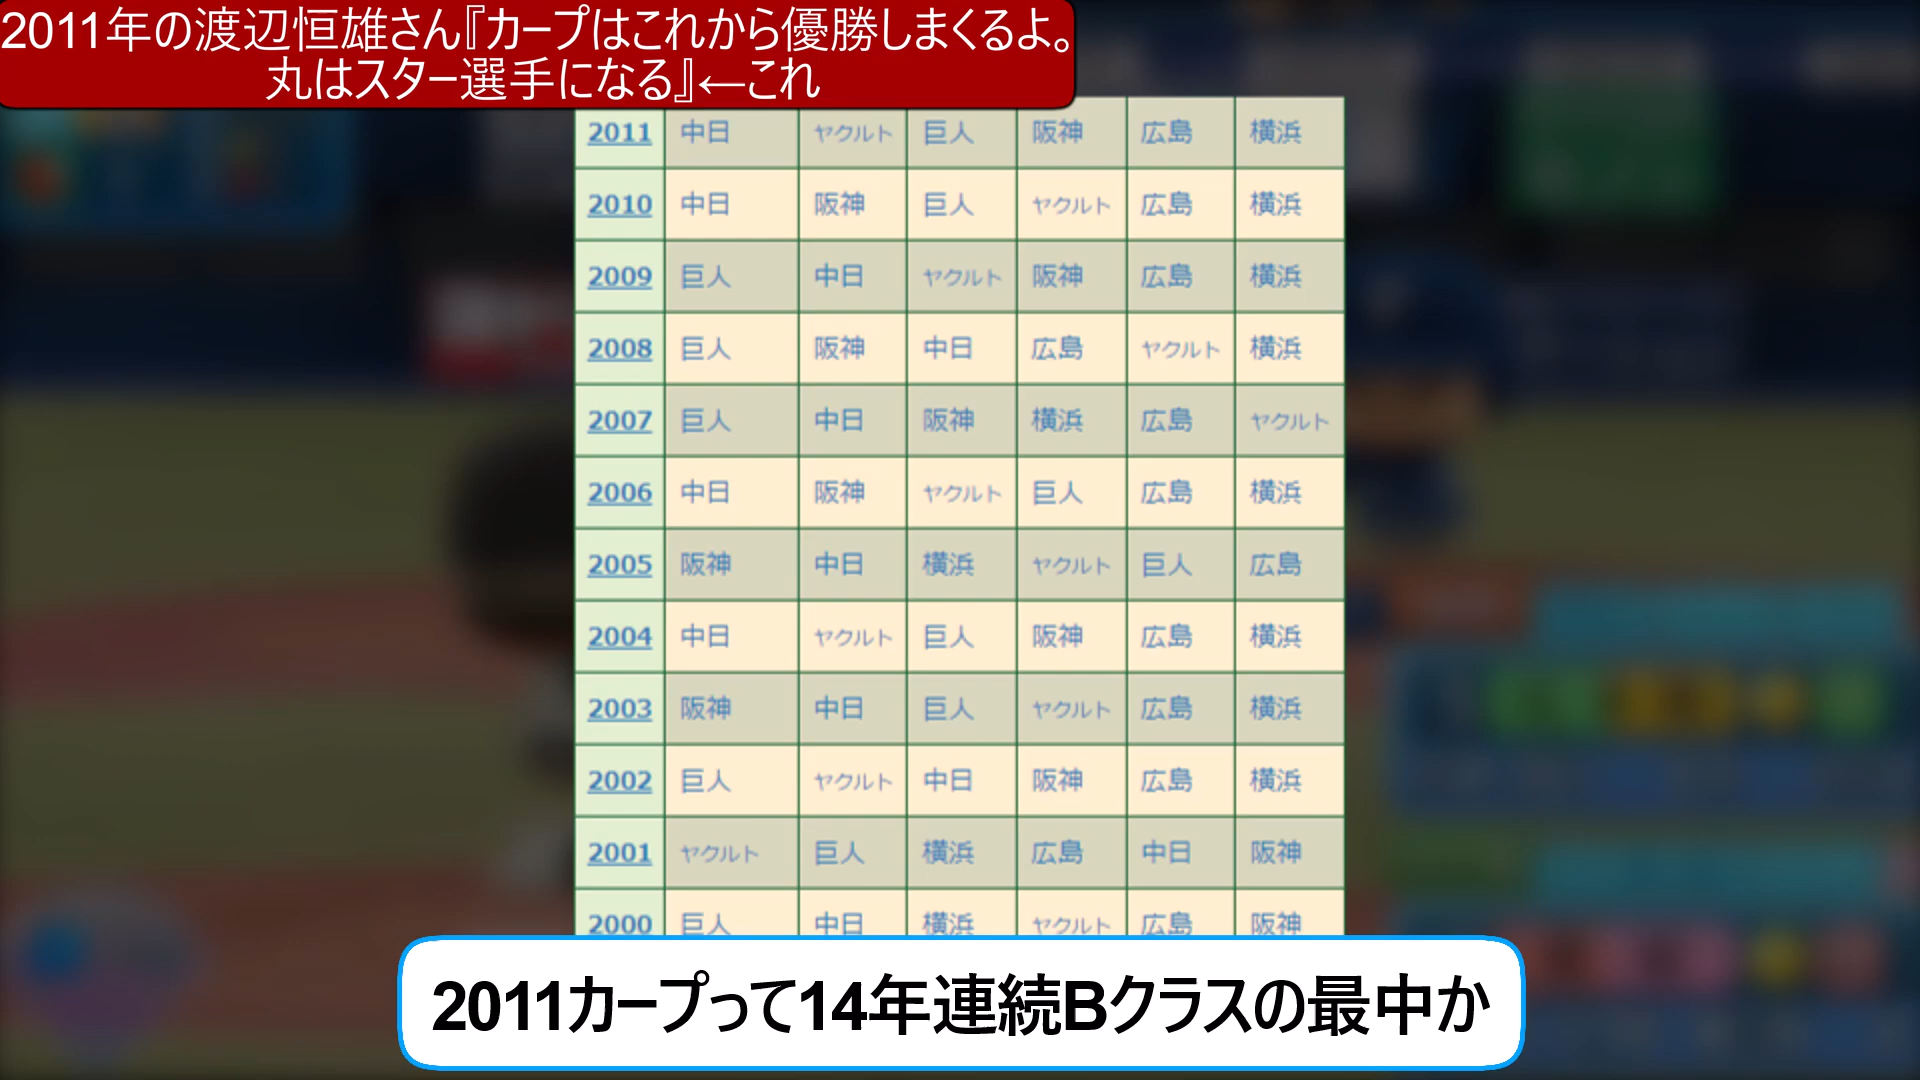 2011年の渡辺恒雄さん『カープはこれから優勝しまくるよ。
丸はスター選手になる』←これ
2011 中日 ヤクルト 巨人 阪神 広島 横浜
2010 中日 阪神 巨人 ヤクルト 広島 横浜
2009 巨人 中日 ヤクルト 阪神 広島 横浜
2008 巨人 阪神 中日 広島 ヤクルト 横浜
2007 巨人 中日 阪神 横浜 広島 ヤクルト
2006 中日 阪神 ヤクルト 巨人 広島 横浜
2005 阪神 中日 横浜 ヤクルト 巨人 広島
2004 中日 ヤクルト 巨人 阪神 広島 横浜
2003 阪神 中日 巨人 ヤクルト 広島 横浜
2002 巨人 ヤクルト 中日 阪神 広島 横浜
2001 ヤクルト 巨人 横浜 広島 中日 阪神
2000 巨人 中日 横浜 ヤクルト 広島 阪神
2011カープって14年連続Bクラスの最中か